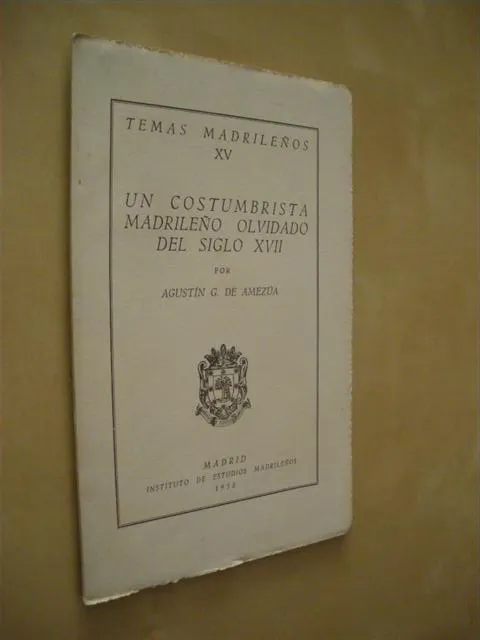 TEMAS MADRILEÑOS
XV
UN COSTUMBRISTA
MADRILEÑO OLVIDADO
DEL SIGLO XVII
POR
AGUSTÍN G. DE AMEZÚA
MADRID
INSTITUTO DE ESTUDIOS MADRILEÑOS
1956